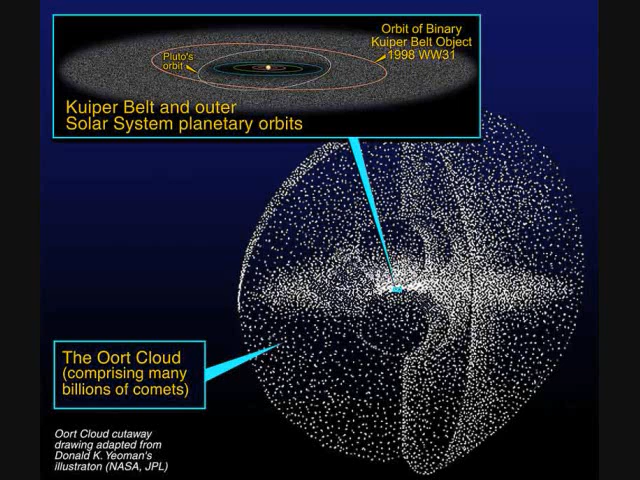 Orbit of Binary
Kuiper Belt Object
1998 WW31
Pluto's
orbit
Kuiper Belt and outer
Solar System planetary orbits
The Oort Cloud
(comprising many
billions of comets)
Oort Cloud cutaway
drawing adapted from
Donald K. Yeoman's
illustraton (NASA, JPL)